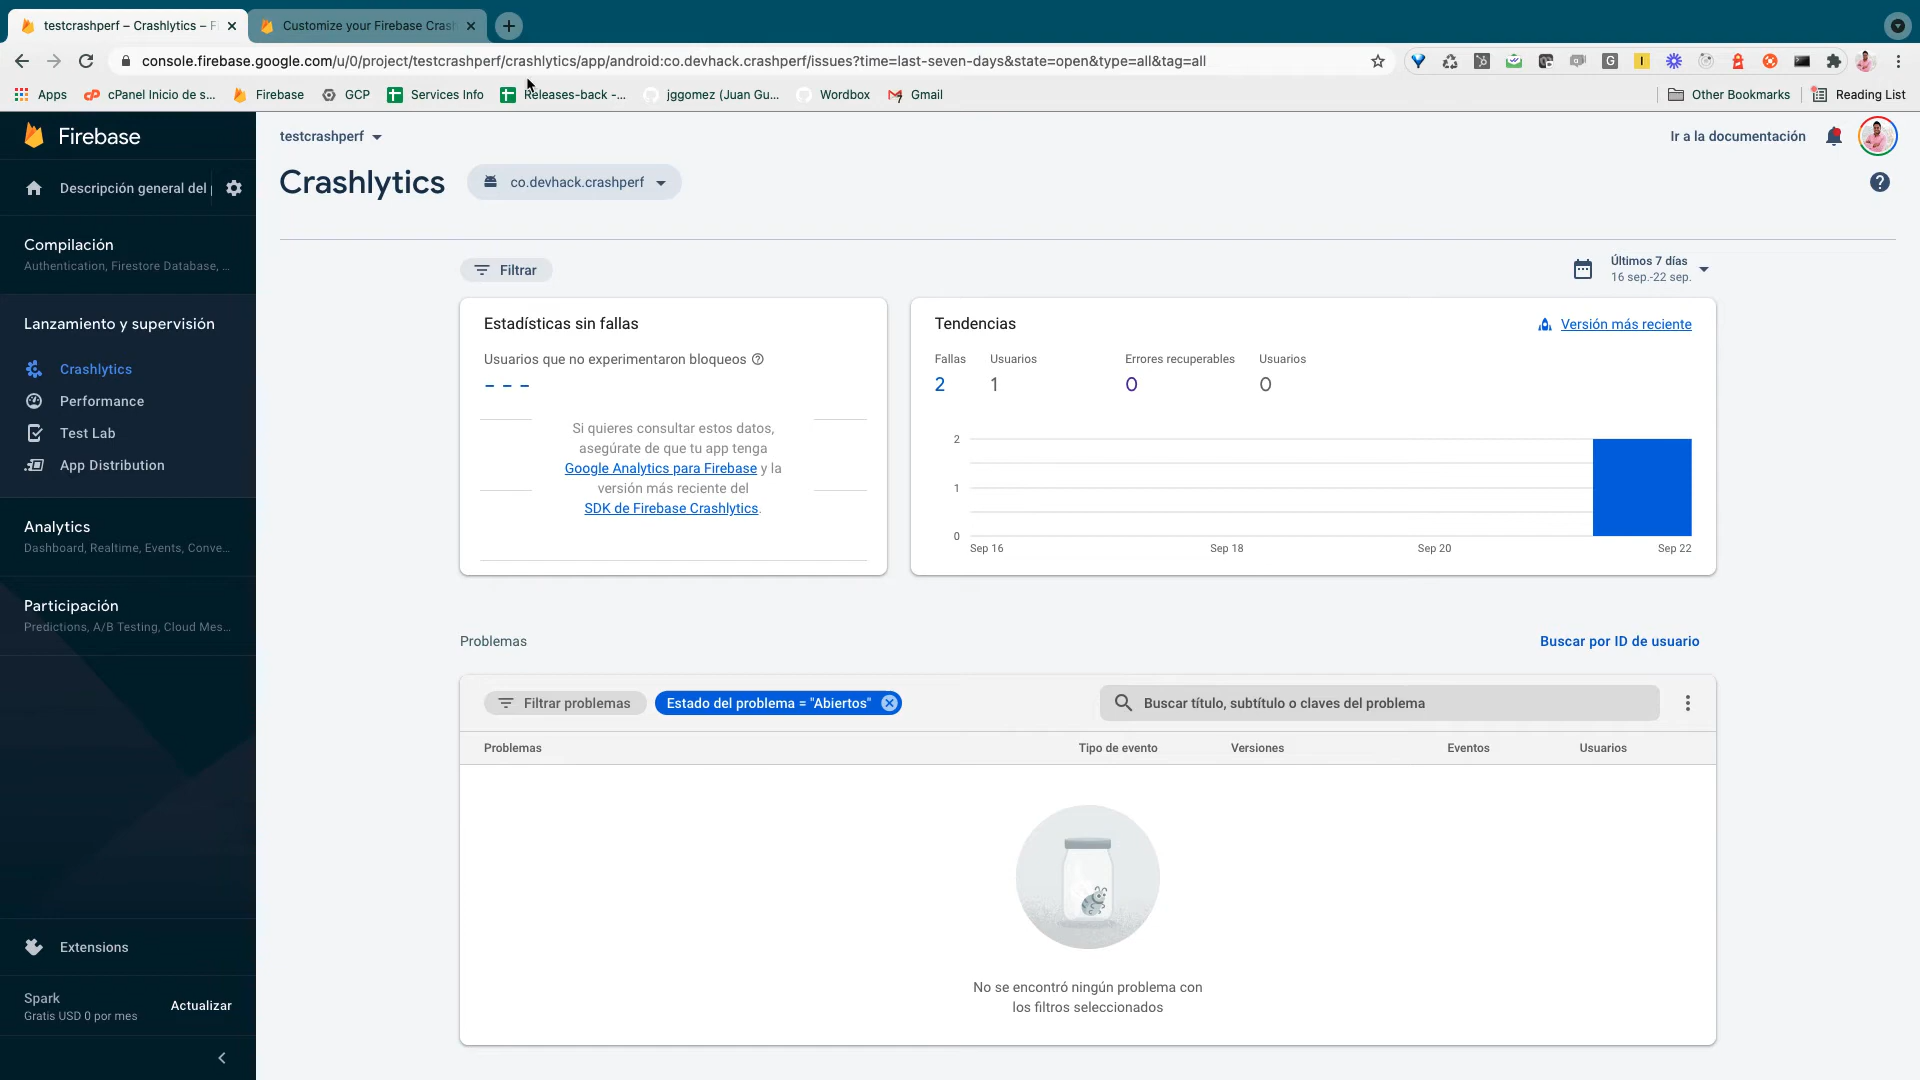 testcrashperf – Crashlytics – F
Customize your Firebase Cras
console.firebase.google.com/u/0/project/testcrashperf/crashlytics/app/android:co.devhack.crashperf/issues?time=last-seven-days&state=open&type=all&tag=all
Apps
cPanel Inicio de s...
Firebase
GCP
Services Info
Releases-back -...
jggomez (Juan Gu...
Wordbox
Gmail
Other Bookmarks
Reading List
Firebase
Descripción general del
Compilación
Authentication, Firestore Database, ...
Lanzamiento y supervisión
Crashlytics
Performance
Test Lab
App Distribution
Analytics
Dashboard, Realtime, Events, Conve...
Participación
Predictions, A/B Testing, Cloud Mes...
Extensions
Spark
Gratis USD 0 por mes
Actualizar
testcrashperf
Ir a la documentación
Crashlytics
co.devhack.crashperf
Filtrar
Últimos 7 días
16 sep.-22 sep.
Estadísticas sin fallas
Usuarios que no experimentaron bloqueos
– – –
Si quieres consultar estos datos,
asegúrate de que tu app tenga
Google Analytics para Firebase y la
versión más reciente del
SDK de Firebase Crashlytics.
Tendencias
Versión más reciente
Fallas Usuarios Errores recuperables Usuarios
2 1 0 0
2
1
0
Sep 16 Sep 18 Sep 20 Sep 22
Problemas
Buscar por ID de usuario
Filtrar problemas
Estado del problema = "Abiertos"
Buscar título, subtítulo o claves del problema
Problemas Tipo de evento Versiones Eventos Usuarios
No se encontró ningún problema con
los filtros seleccionados